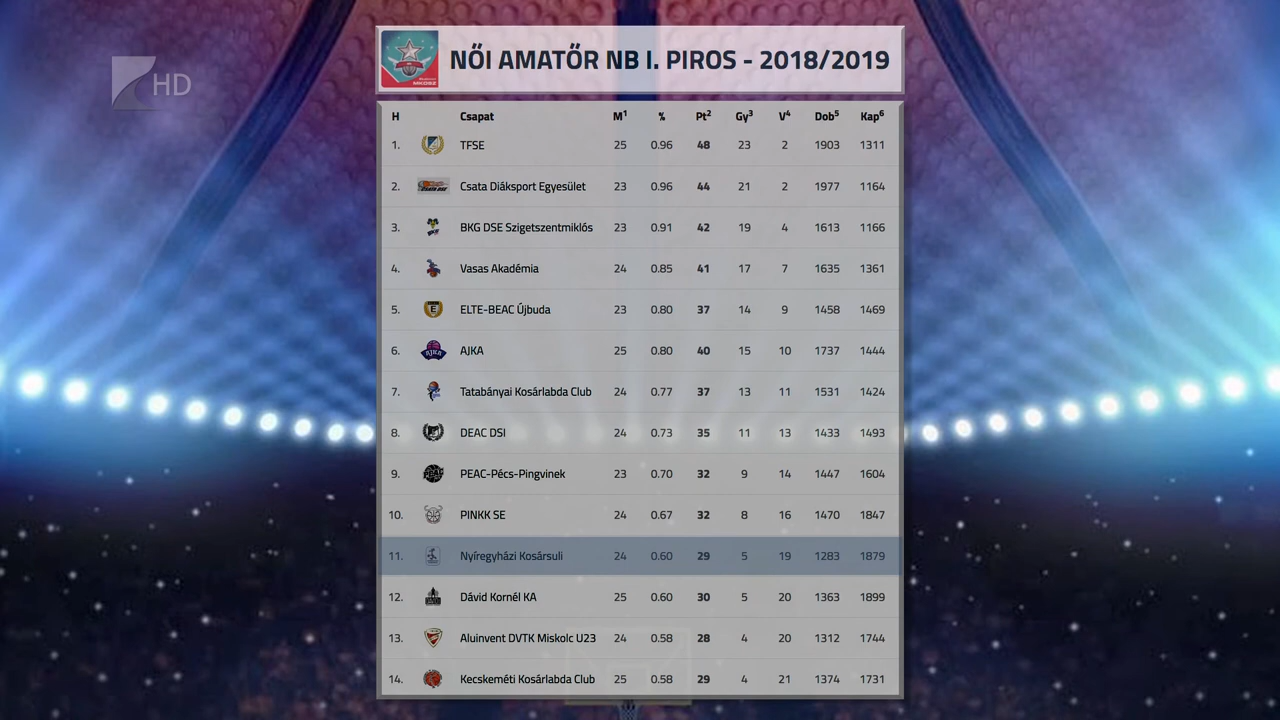 HD
NŐI AMATŐR NB I. PIROS - 2018/2019
H Csapat M¹ % Pt² Gy³ V⁴ Dob⁵ Kap⁶
1. TFSE 25 0.96 48 23 2 1903 1311
2. Csata Diáksport Egyesület 23 0.96 44 21 2 1977 1164
3. BKG DSE Szigetszentmiklós 23 0.91 42 19 4 1613 1166
4. Vasas Akadémia 24 0.85 41 17 7 1635 1361
5. ELTE-BEAC Újbuda 23 0.80 37 14 9 1458 1469
6. AJKA 25 0.80 40 15 10 1737 1444
7. Tatabányai Kosárlabda Club 24 0.77 37 13 11 1531 1424
8. DEAC DSI 24 0.73 35 11 13 1433 1493
9. PEAC-Pécs-Pingvinek 23 0.70 32 9 14 1447 1604
10. PINKK SE 24 0.67 32 8 16 1470 1847
11. Nyíregyházi Kosársuli 24 0.60 29 5 19 1283 1879
12. Dávid Kornél KA 25 0.60 30 5 20 1363 1899
13. Aluinvent DVTK Miskolc U23 24 0.58 28 4 20 1312 1744
14. Kecskeméti Kosárlabda Club 25 0.58 29 4 21 1374 1731